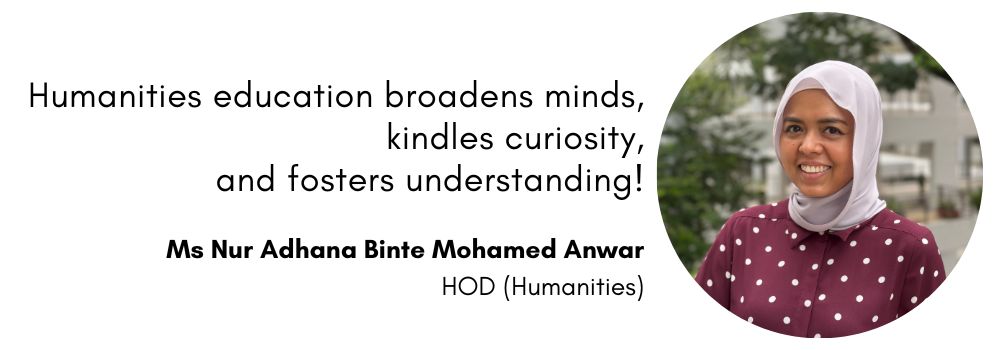 Humanities education broadens minds,
kindles curiosity,
and fosters understanding!
Ms Nur Adhana Binte Mohamed Anwar
HOD (Humanities)